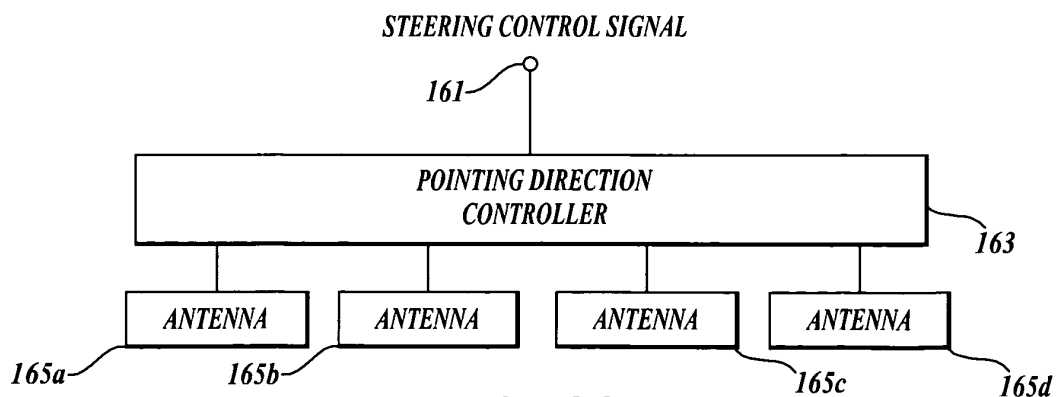 STEERING CONTROL SIGNAL
161
POINTING DIRECTION
CONTROLLER
163
ANTENNA ANTENNA ANTENNA ANTENNA
165a 165b 165c 165d